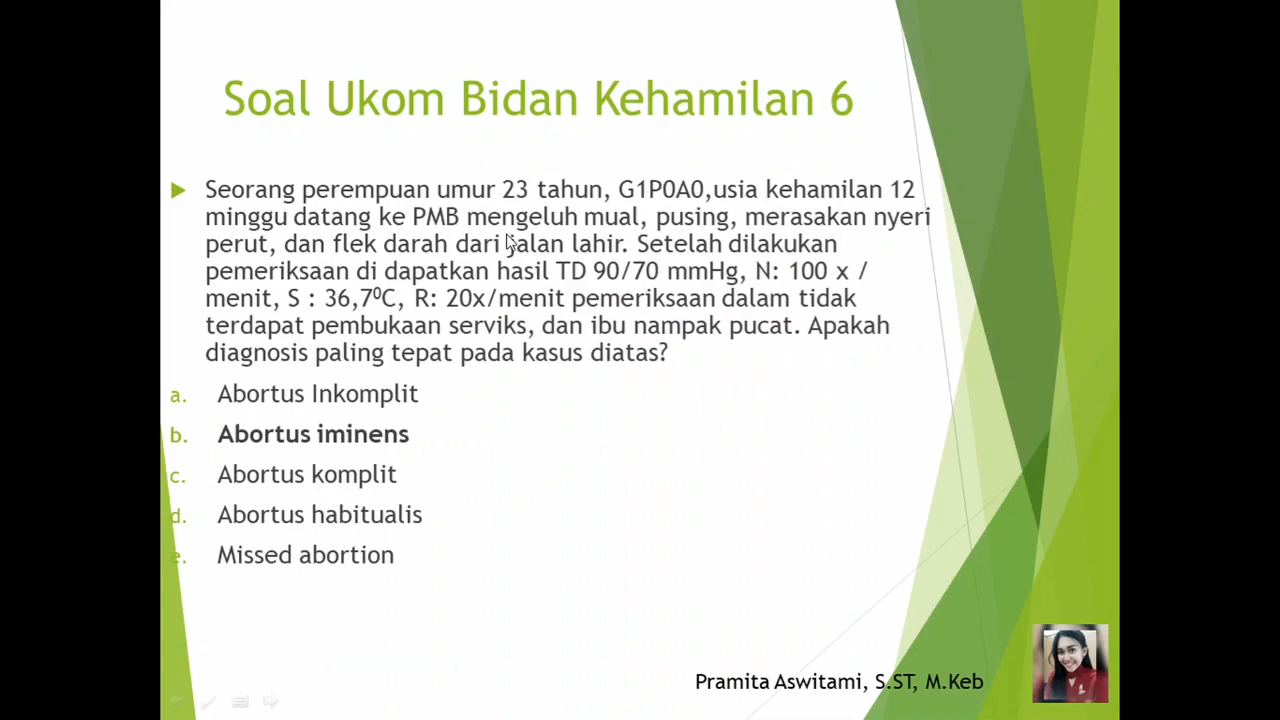 Soal Ukom Bidan Kehamilan 6
Seorang perempuan umur 23 tahun, G1P0A0,usia kehamilan 12
minggu datang ke PMB mengeluh mual, pusing, merasakan nyeri
perut, dan flek darah dari jalan lahir. Setelah dilakukan
pemeriksaan di dapatkan hasil TD 90/70 mmHg, N: 100 x /
menit, S : 36,7⁰C, R: 20x/menit pemeriksaan dalam tidak
terdapat pembukaan serviks, dan ibu nampak pucat. Apakah
diagnosis paling tepat pada kasus diatas?
a. Abortus Inkomplit
b. Abortus iminens
c. Abortus komplit
d. Abortus habitualis
e. Missed abortion
Pramita Aswitami, S.ST, M.Keb